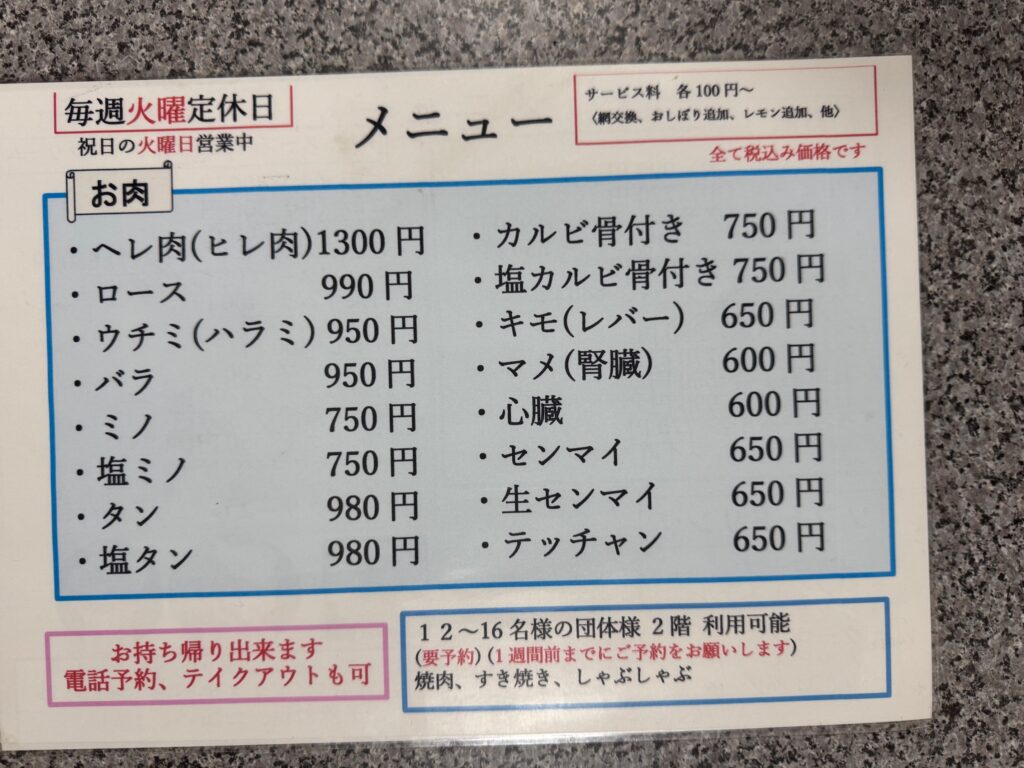 毎週火曜定休日
祝日の火曜日営業中
メニュー
サービス料 各100円～
〈網交換、おしぼり追加、レモン追加、他〉
全て税込み価格です
お肉
・ヘレ肉(ヒレ肉)1300円
・ロース 990円
・ウチミ(ハラミ) 950円
・バラ 950円
・ミノ 750円
・塩ミノ 750円
・タン 980円
・塩タン 980円
・カルビ骨付き 750円
・塩カルビ骨付き 750円
・キモ(レバー) 650円
・マメ(腎臓) 600円
・心臓 600円
・センマイ 650円
・生センマイ 650円
・テッチャン 650円
お持ち帰り出来ます
電話予約、テイクアウトも可
１２～16名様の団体様 2階 利用可能
(要予約) (1週間前までにご予約をお願いします)
焼肉、すき焼き、しゃぶしゃぶ